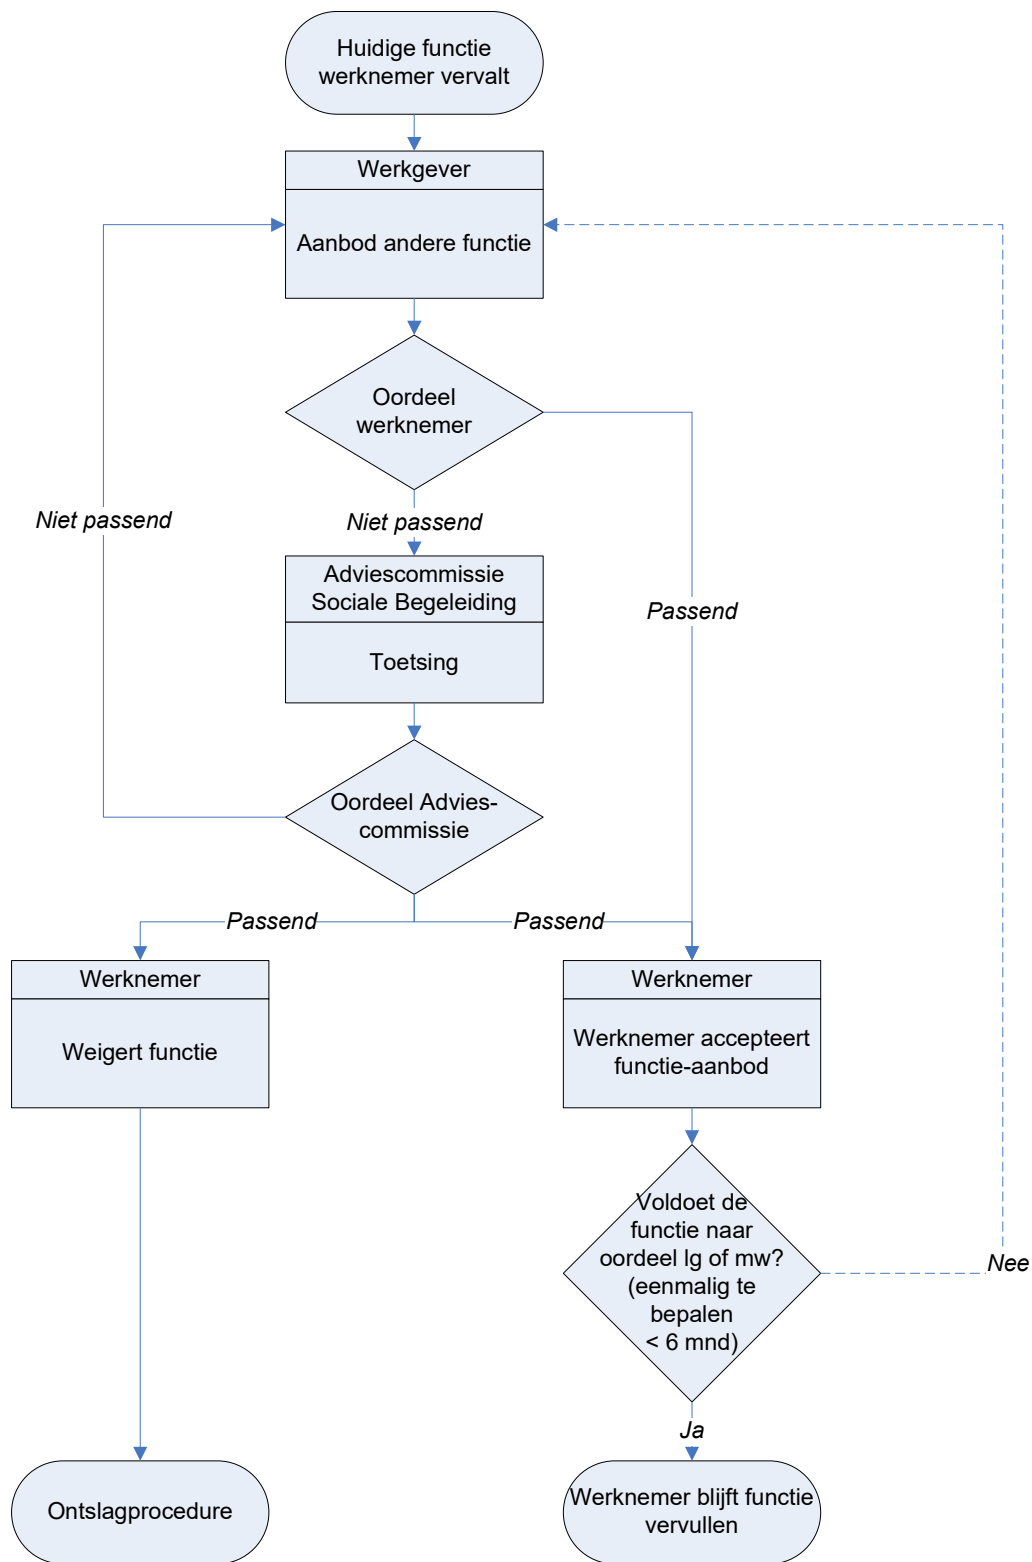 Huidige functie
werknemer vervalt
Werkgever
Aanbod andere functie
Oordeel
werknemer
Niet passend
Niet passend
Adviescommissie
Sociale Begeleiding
Passend
Toetsing
Oordeel Advies-
commissie
Passend
Passend
Werknemer
Weigert functie
Werknemer
Werknemer accepteert
functie-aanbod
Voldoet de
functie naar
oordeel lg of mw?
(eenmalig te
bepalen
< 6 mnd)
Nee
Ja
Ontslagprocedure
Werknemer blijft functie
vervullen